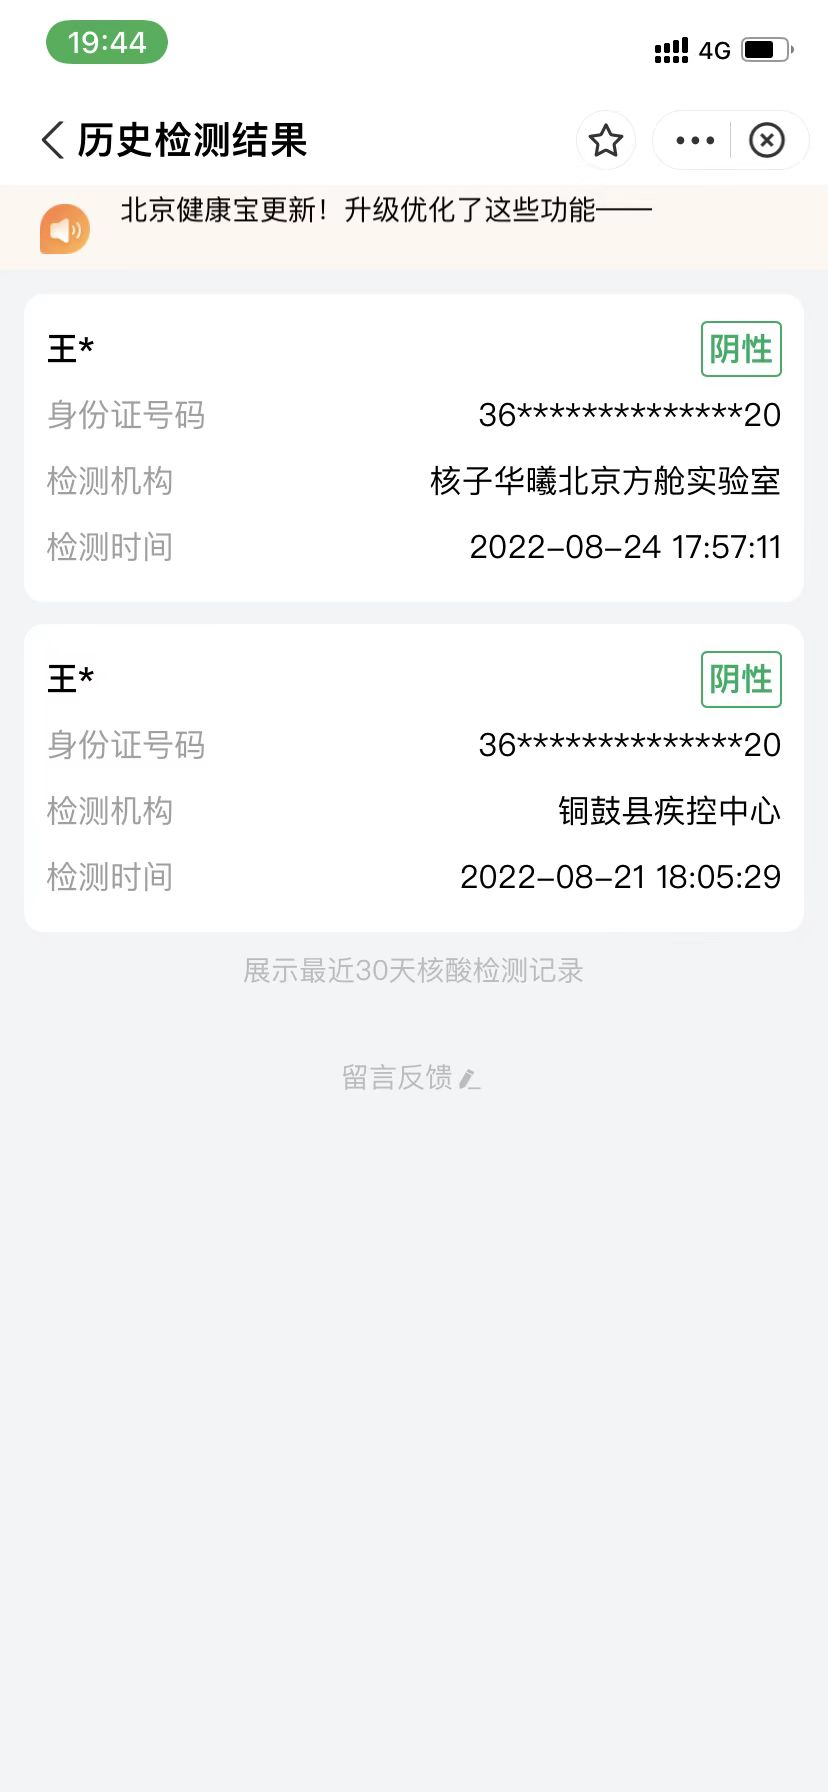 19:44
4G
历史检测结果
北京健康宝更新！升级优化了这些功能——
王* 阴性
身份证号码 36**************20
检测机构 核子华曦北京方舱实验室
检测时间 2022-08-24 17:57:11
王* 阴性
身份证号码 36**************20
检测机构 铜鼓县疾控中心
检测时间 2022-08-21 18:05:29
展示最近30天核酸检测记录
留言反馈